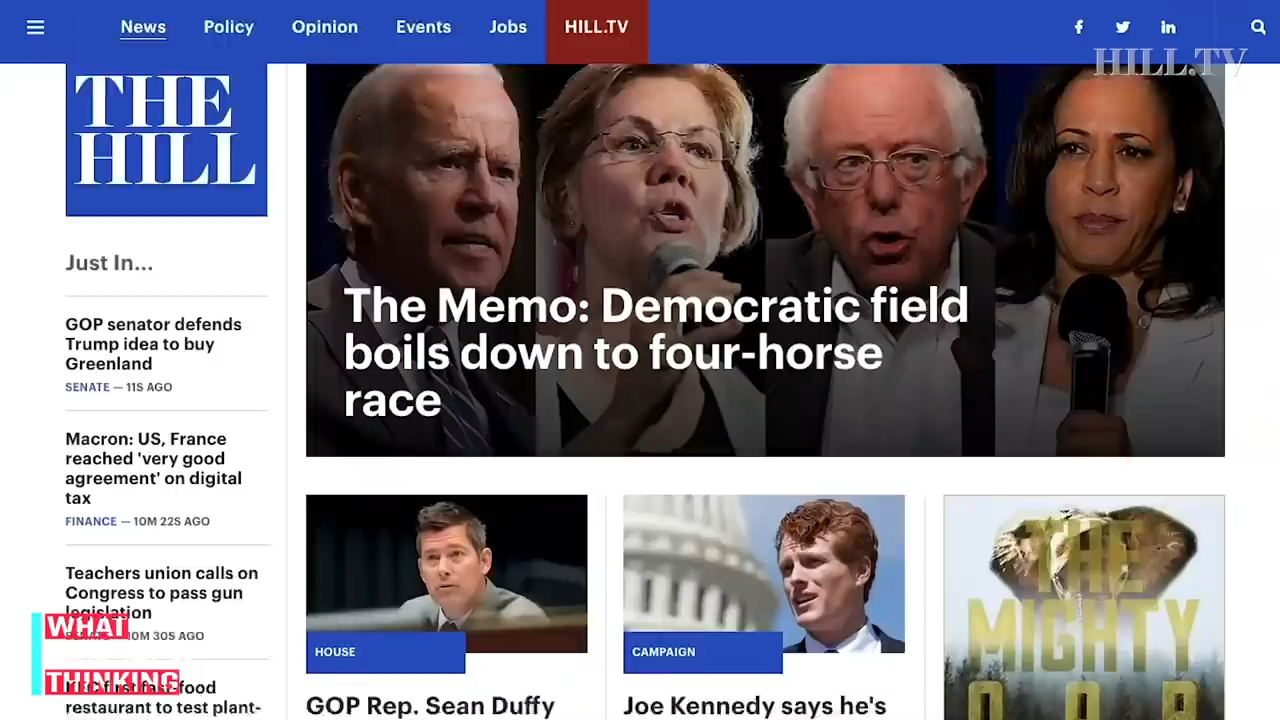 News Policy Opinion Events Jobs HILL.TV
HILL.TV
THE
HILL
Just In...
GOP senator defends
Trump idea to buy
Greenland
SENATE — 11S AGO
Macron: US, France
reached 'very good
agreement' on digital
tax
FINANCE — 10M 22S AGO
Teachers union calls on
Congress to pass gun
legislation
10M 30S AGO
WHAT
THINKING
first fast-food
restaurant to test plant-
The Memo: Democratic field
boils down to four-horse
race
HOUSE
GOP Rep. Sean Duffy
CAMPAIGN
Joe Kennedy says he's
THE
MIGHTY